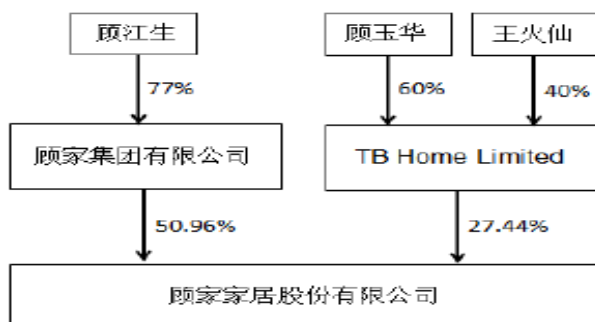 顾江生
顾玉华
王火仙
77%
60%
40%
顾家集团有限公司
TB Home Limited
50.96%
27.44%
顾家家居股份有限公司